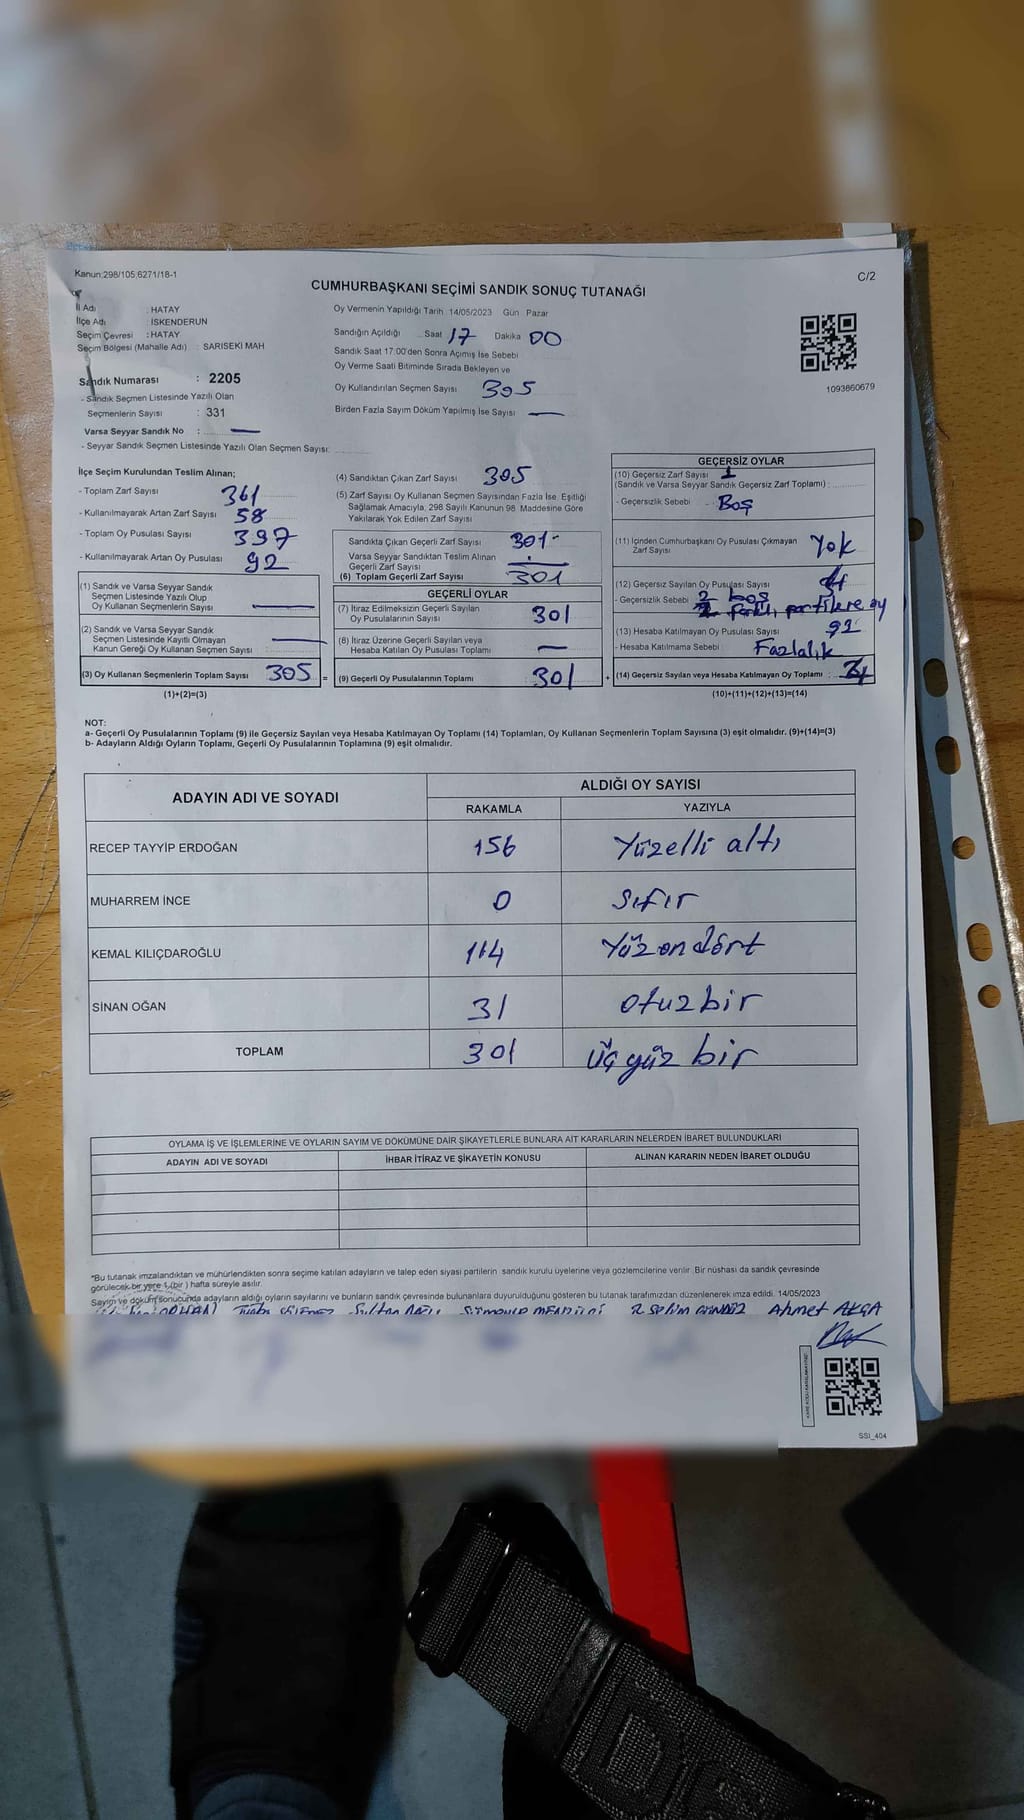 Kanun:298/105;6271/18-1
C/2
CUMHURBAŞKANI SEÇİMİ SANDIK SONUÇ TUTANAĞI
İl Adı : HATAY
İlçe Adı : İSKENDERUN
Seçim Çevresi : HATAY
Seçim Bölgesi (Mahalle Adı) : SARISEKI MAH
Sandık Numarası : 2205
- Sandık Seçmen Listesinde Yazılı Olan
Seçmenlerin Sayısı : 331
Varsa Seyyar Sandık No : —
- Seyyar Sandık Seçmen Listesinde Yazılı Olan Seçmen Sayısı:
Oy Vermenin Yapıldığı Tarih 14/05/2023 Gün Pazar
Sandığın Açıldığı Saat 17 Dakika 00
Sandık Saat 17:00'den Sonra Açımış İse Sebebi
Oy Verme Saati Bitiminde Sırada Bekleyen ve
Oy Kullandırılan Seçmen Sayısı 305
Birden Fazla Sayım Döküm Yapılmış İse Sayısı —
1093660679
İlçe Seçim Kurulundan Teslim Alınan;
- Toplam Zarf Sayısı 361
- Kullanılmayarak Artan Zarf Sayısı 58
- Toplam Oy Pusulası Sayısı 397
- Kullanılmayarak Artan Oy Pusulası 92
(1) Sandık ve Varsa Seyyar Sandık
Seçmen Listesinde Yazılı Olup
Oy Kullanan Seçmenlerin Sayısı —
(2) Sandık ve Varsa Seyyar Sandık
Seçmen Listesinde Kayıtlı Olmayan
Kanun Gereği Oy Kullanan Seçmen Sayısı : —
(3) Oy Kullanan Seçmenlerin Toplam Sayısı 305 =
(1)+(2)=(3)
(4) Sandıktan Çıkan Zarf Sayısı 305
(5) Zarf Sayısı Oy Kullanan Seçmen Sayısından Fazla İse, Eşitliği
Sağlamak Amacıyla, 298 Sayılı Kanunun 98. Maddesine Göre
Yakılarak Yok Edilen Zarf Sayısı
Sandıkta Çıkan Geçerli Zarf Sayısı 301
Varsa Seyyar Sandıktan Teslim Alınan
Geçerli Zarf Sayısı
(6) Toplam Geçerli Zarf Sayısı 301
GEÇERLİ OYLAR
(7) İtiraz Edilmeksizin Geçerli Sayılan
Oy Pusulalarının Sayısı 301
(8) İtiraz Üzerine Geçerli Sayılan veya
Hesaba Katılan Oy Pusulası Toplamı —
(9) Geçerli Oy Pusulalarının Toplamı 301 +
GEÇERSİZ OYLAR
(10) Geçersiz Zarf Sayısı 1
(Sandık ve Varsa Seyyar Sandık Geçersiz Zarf Toplamı) :
- Geçersizlik Sebebi Boş
(11) İçinden Cumhurbaşkanı Oy Pusulası Çıkmayan
Zarf Sayısı Yok
(12) Geçersiz Sayılan Oy Pusulası Sayısı
- Geçersizlik Sebebi 2 boş
farklı partilere oy
(13) Hesaba Katılmayan Oy Pusulası Sayısı 92
- Hesaba Katılmama Sebebi Fazlalık
(14) Geçersiz Sayılan veya Hesaba Katılmayan Oy Toplamı :
(10)+(11)+(12)+(13)=(14)
NOT:
a- Geçerli Oy Pusulalarının Toplamı (9) ile Geçersiz Sayılan veya Hesaba Katılmayan Oy Toplamı (14) Toplamları, Oy Kullanan Seçmenlerin Toplam Sayısına (3) eşit olmalıdır. (9)+(14)=(3)
b- Adayların Aldığı Oyların Toplamı, Geçerli Oy Pusulalarının Toplamına (9) eşit olmalıdır.
ADAYIN ADI VE SOYADI ALDIĞI OY SAYISI
RAKAMLA YAZIYLA
RECEP TAYYİP ERDOĞAN 156 Yüzelli altı
MUHARREM İNCE 0 Sıfır
KEMAL KILIÇDAROĞLU 114 Yüzondört
SİNAN OĞAN 31 otuzbir
TOPLAM 301 üçyüz bir
OYLAMA İŞ VE İŞLEMLERİNE VE OYLARIN SAYIM VE DÖKÜMÜNE DAİR ŞİKAYETLERLE BUNLARA AİT KARARLARIN NELERDEN İBARET BULUNDUKLARI
ADAYIN ADI VE SOYADI İHBAR İTİRAZ VE ŞİKAYETİN KONUSU ALINAN KARARIN NEDEN İBARET OLDUĞU
*Bu tutanak imzalandıktan ve mühürlendikten sonra seçime katılan adayların ve talep eden siyasi partilerin sandık kurulu üyelerine veya gözlemcilerine verilir. Bir nüshası da sandık çevresinde
görülecek bir yere 1 (bir) hafta süreyle asılır.
Sayım ve döküm sonucunda adayların aldığı oyların sayılarını ve bunların sandık çevresinde bulunanlara duyurulduğunu gösteren bu tutanak tarafımızdan düzenlenerek imza edildi. 14/05/2023
Ahmet AKÇA
SSI_404